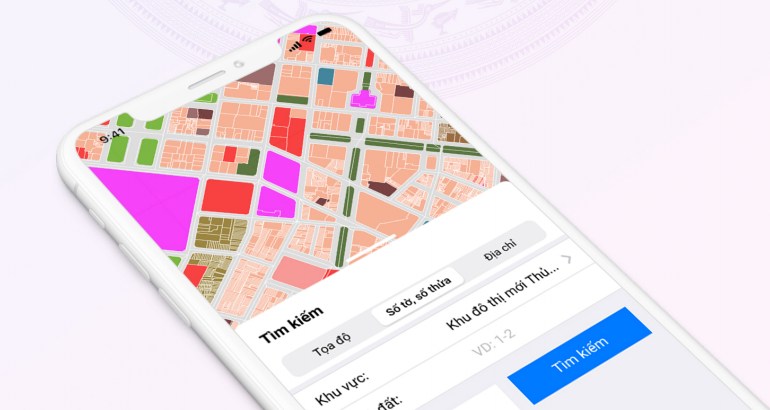 9:41
Tìm kiếm
Tọa độ
Số tờ, số thửa
Địa chỉ
Khu vực:
Khu đô thị mới Thủ...
đất:
VD: 1-2
Tìm kiếm